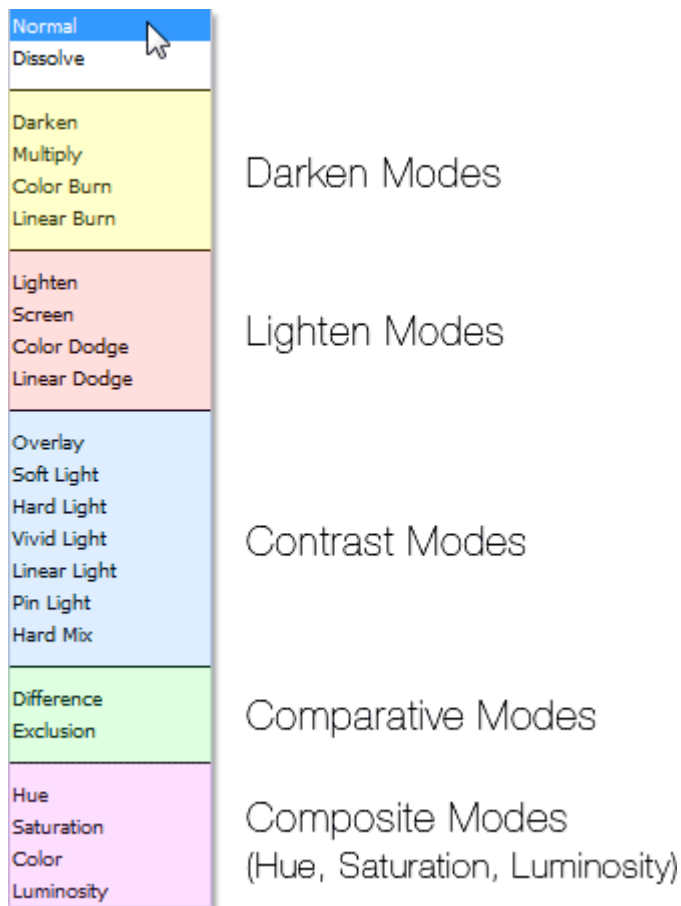 Normal
Dissolve
Darken
Multiply
Color Burn
Linear Burn
Darken Modes
Lighten
Screen
Color Dodge
Linear Dodge
Lighten Modes
Overlay
Soft Light
Hard Light
Vivid Light
Linear Light
Pin Light
Hard Mix
Contrast Modes
Difference
Exclusion
Comparative Modes
Hue
Saturation
Color
Luminosity
Composite Modes
(Hue, Saturation, Luminosity)